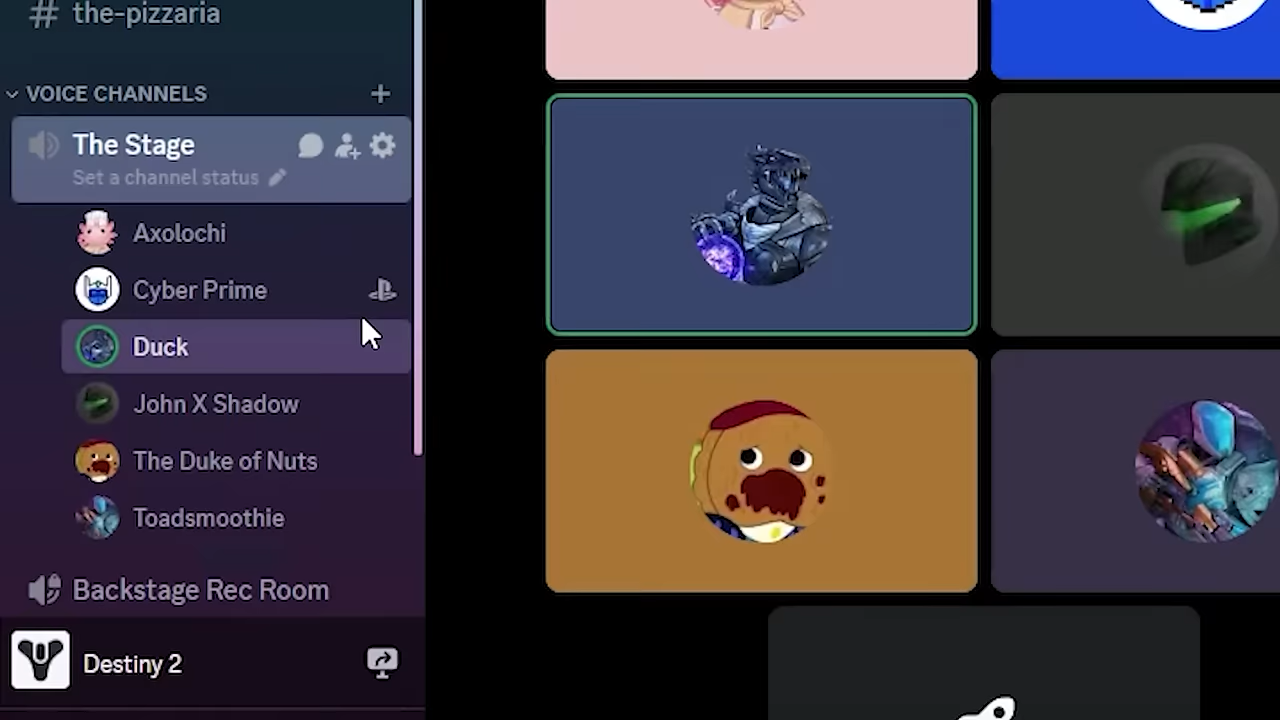 # the-pizzaria
VOICE CHANNELS
The Stage
Set a channel status
Axolochi
Cyber Prime
Duck
John X Shadow
The Duke of Nuts
Toadsmoothie
Backstage Rec Room
Destiny 2